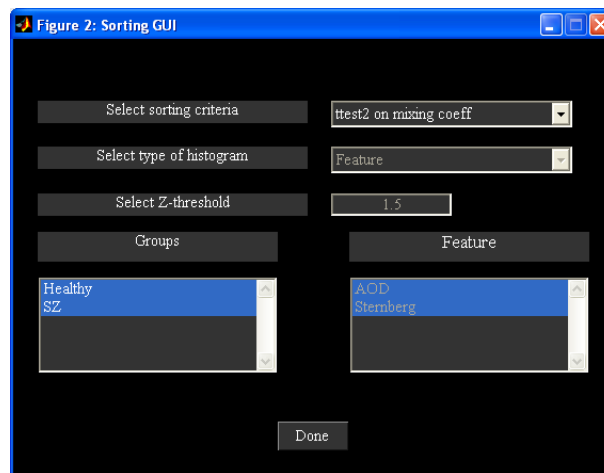 Figure 2: Sorting GUI
Select sorting criteria
ttest2 on mixing coeff
Select type of histogram
Feature
Select Z-threshold
1.5
Groups
Feature
Healthy
SZ
AOD
Sternberg
Done